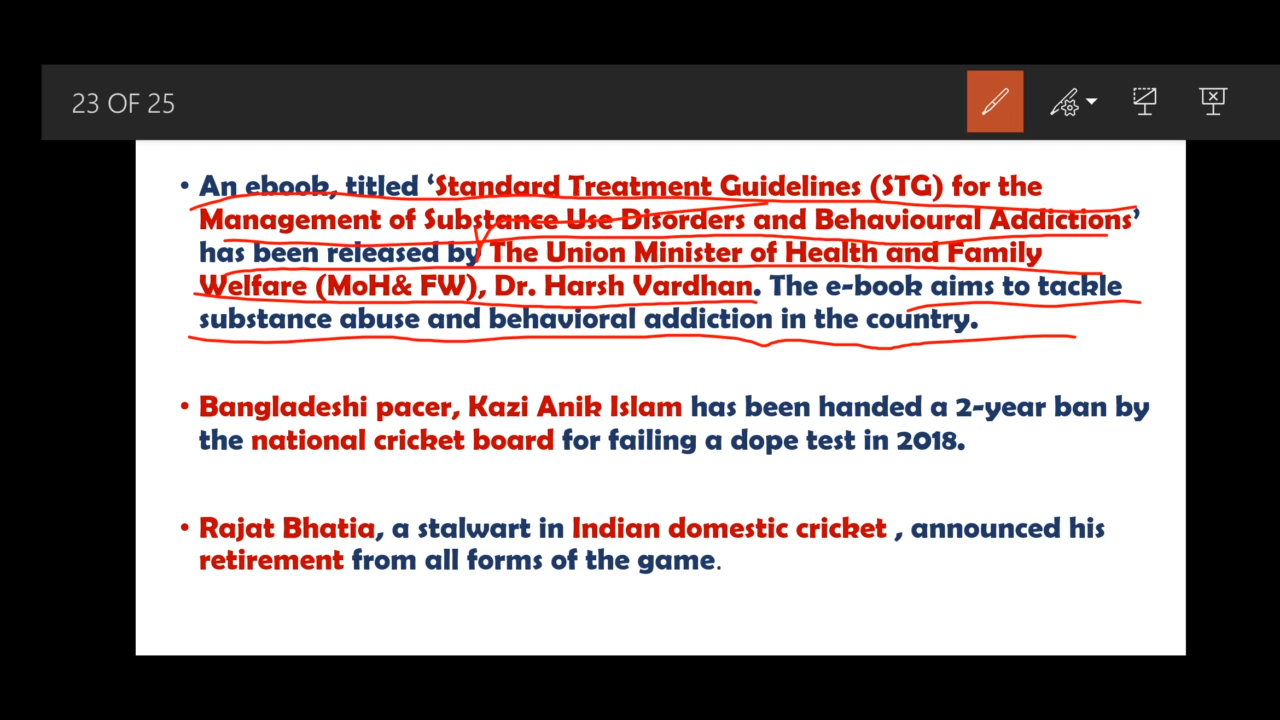 23 OF 25
• An ebook, titled ‘Standard Treatment Guidelines (STG) for the
Management of Substance Use Disorders and Behavioural Addictions’
has been released by The Union Minister of Health and Family
Welfare (MoH& FW), Dr. Harsh Vardhan. The e-book aims to tackle
substance abuse and behavioral addiction in the country.
• Bangladeshi pacer, Kazi Anik Islam has been handed a 2-year ban by
the national cricket board for failing a dope test in 2018.
• Rajat Bhatia, a stalwart in Indian domestic cricket , announced his
retirement from all forms of the game.